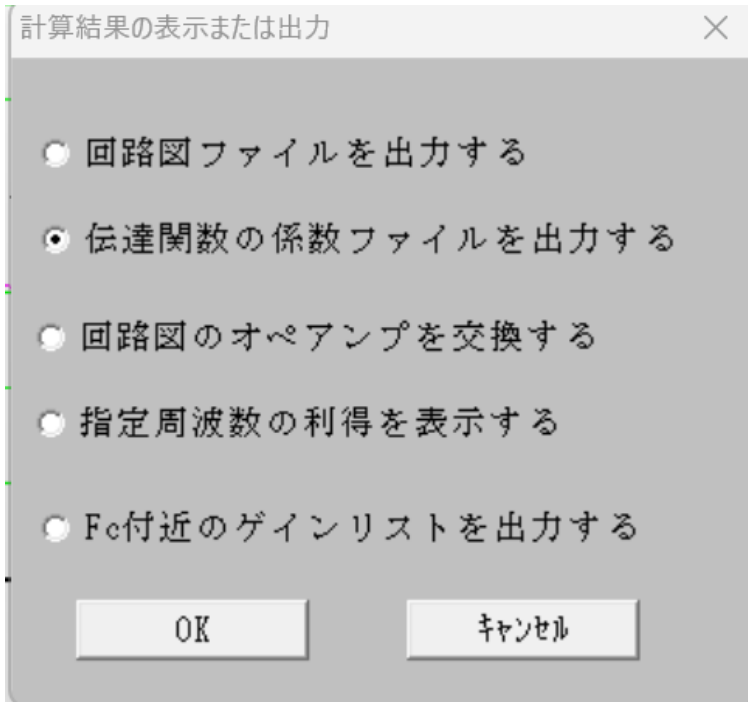 計算結果の表示または出力
回路図ファイルを出力する
伝達関数の係数ファイルを出力する
回路図のオペアンプを交換する
指定周波数の利得を表示する
Fc付近のゲインリストを出力する
OK
ｷｬﾝｾﾙ